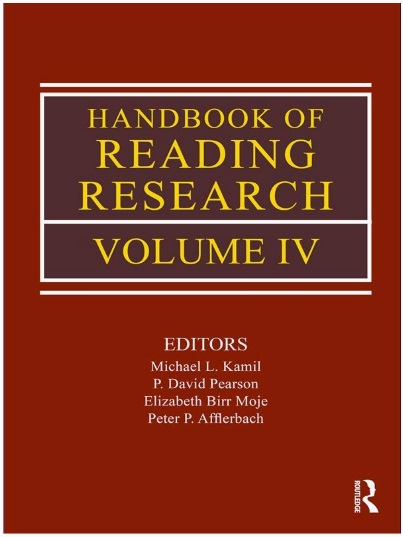 HANDBOOK OF
READING
RESEARCH
VOLUME IV
EDITORS
Michael L. Kamil
P. David Pearson
Elizabeth Birr Moje
Peter P. Afflerbach
ROUTLEDGE